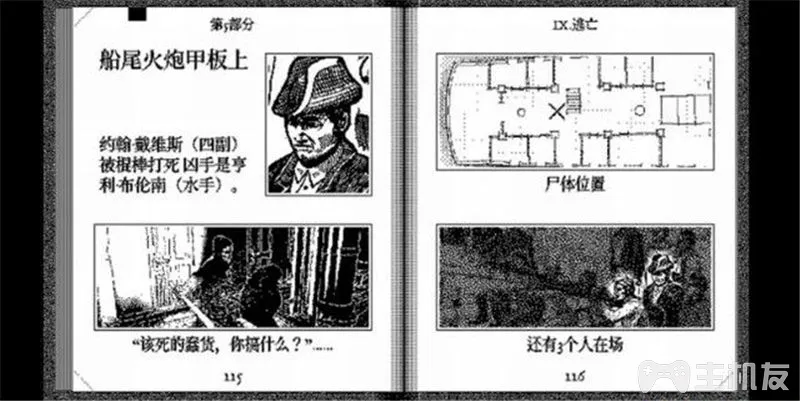 第5部分
船尾火炮甲板上
约翰·戴维斯（四副）
被棍棒打死 凶手是亨
利·布伦南（水手）。
“该死的蠢货，你搞什么？”……
115
IX.逃亡
尸体位置
还有3个人在场
116
主机友